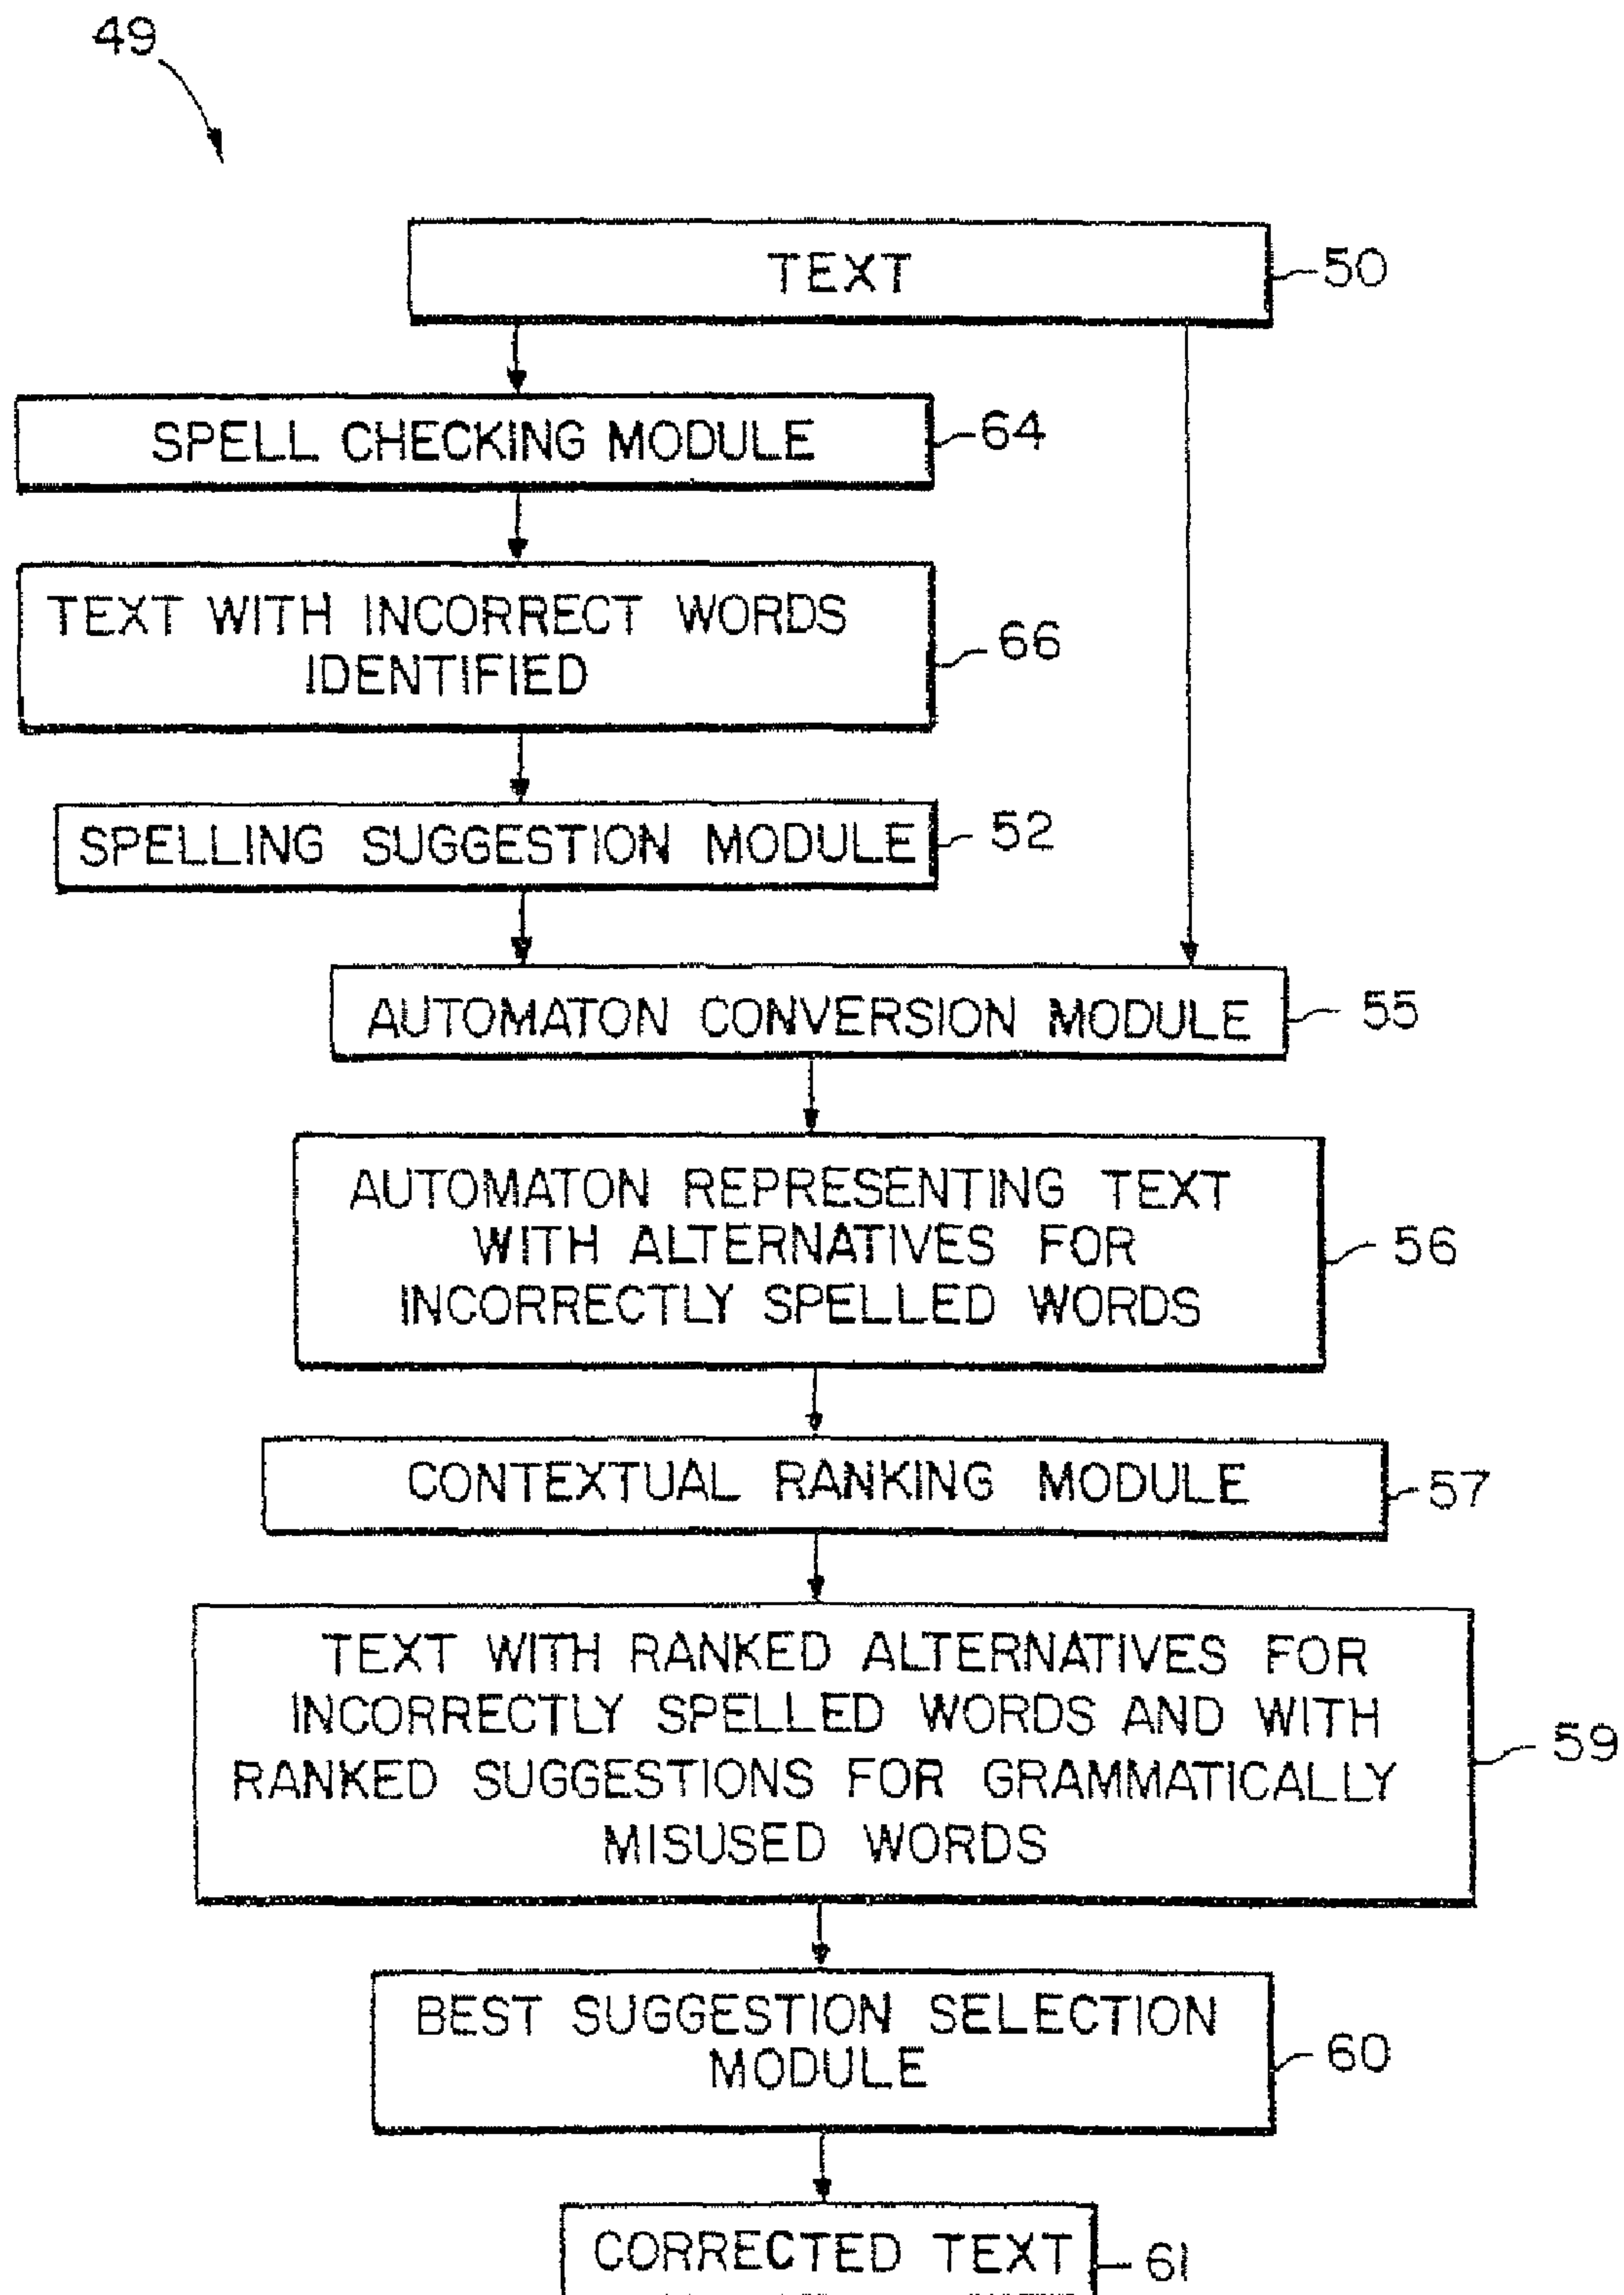 49
TEXT
50
SPELL CHECKING MODULE
64
TEXT WITH INCORRECT WORDS
IDENTIFIED
66
SPELLING SUGGESTION MODULE
52
AUTOMATON CONVERSION MODULE
55
AUTOMATON REPRESENTING TEXT
WITH ALTERNATIVES FOR
INCORRECTLY SPELLED WORDS
56
CONTEXTUAL RANKING MODULE
57
TEXT WITH RANKED ALTERNATIVES FOR
INCORRECTLY SPELLED WORDS AND WITH
RANKED SUGGESTIONS FOR GRAMMATICALLY
MISUSED WORDS
59
BEST SUGGESTION SELECTION
MODULE
60
CORRECTED TEXT
61